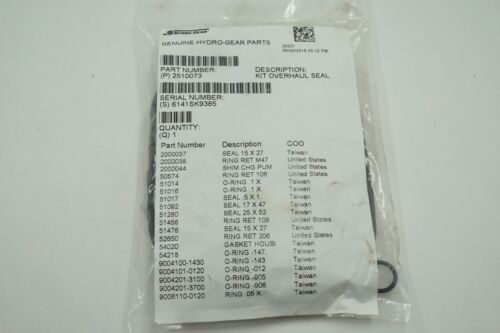 HYDRO-GEAR
GENUINE HYDRO-GEAR PARTS
PART NUMBER: DESCRIPTION:
(P) 2510073 KIT OVERHAUL SEAL
SERIAL NUMBER:
(S) 6141SK9385
QUANTITY:
(Q) 1
Part Number Description COO
2000037 SEAL 15 X 27 Taiwan
2000038 RING RET M47 United States
2000044 SHIM CHG PUM United States
50574 RING RET 106 United States
51014 O-RING .1 X Taiwan
51016 O-RING .1 X Taiwan
51017 SEAL .5 X 1 Taiwan
51092 SEAL 17 X 47 Taiwan
51260 SEAL 25 X 52 Taiwan
51456 RING RET 106 United States
51478 SEAL 15 X 27 Taiwan
52650 RING RET 206 United States
54020 GASKET HOUSI Taiwan
54218 O-RING, -147 Taiwan
9004100-1430 O-RING, -143 Taiwan
9004101-0120 O-RING, -012 Taiwan
9004201-3100 O-RING, -905 Taiwan
9004201-3700 O-RING, -906 Taiwan
9008110-0120 RING .05 X Taiwan